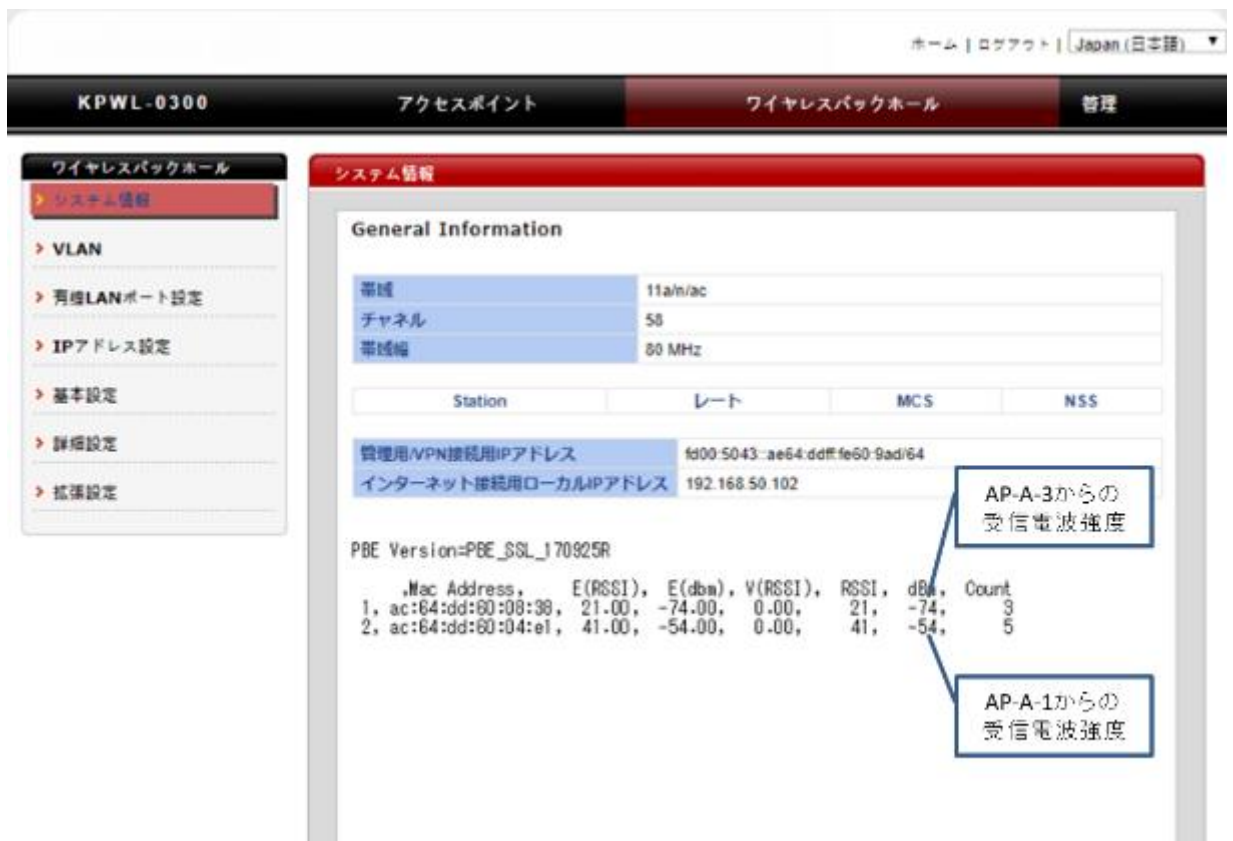 ホーム | ログアウト | Japan (日本語)
KPWL-0300 アクセスポイント ワイヤレスバックホール 管理
ワイヤレスバックホール
システム情報
VLAN
有線LANポート設定
IPアドレス設定
基本設定
詳細設定
拡張設定
システム情報
General Information
帯域 11a/n/ac
チャネル 58
帯域幅 80 MHz
Station レート MCS NSS
管理用/VPN接続用IPアドレス fd00:5043::ae64:ddff:fe60:9ad/64
インターネット接続用ローカルIPアドレス 192.168.50.102
AP-A-3からの
受信電波強度
PBE Version=PBE_SSL_170925R
,Mac Address, E(RSSI), E(dbm), V(RSSI), RSSI, dBm, Count
1, ac:64:dd:60:08:38, 21.00, -74.00, 0.00, 21, -74, 3
2, ac:64:dd:60:04:e1, 41.00, -54.00, 0.00, 41, -54, 5
AP-A-1からの
受信電波強度